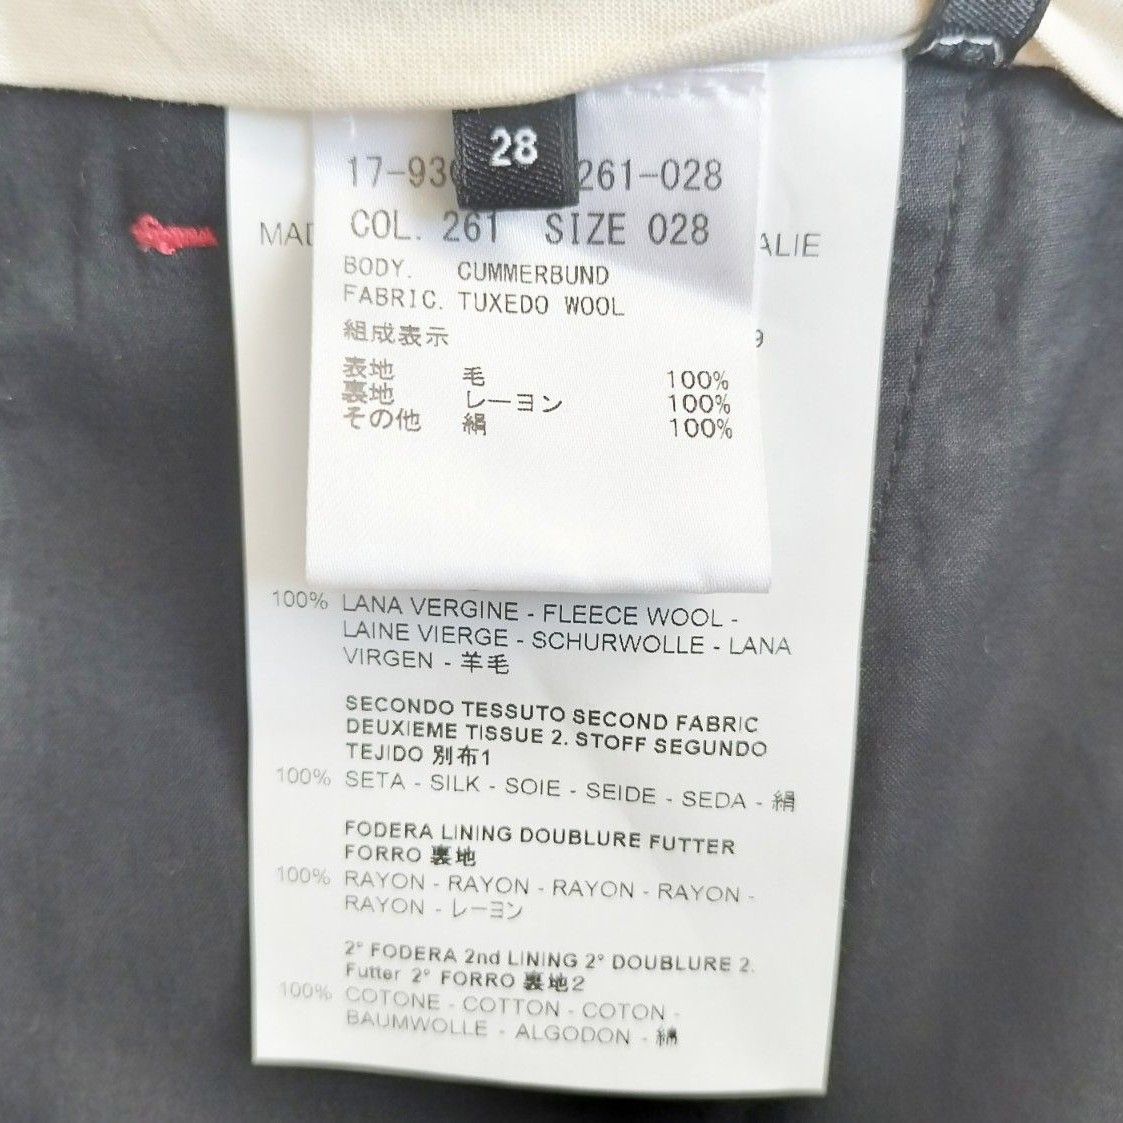 28
17-93 261-028
COL. 261 SIZE 028
BODY. CUMMERBUND
FABRIC. TUXEDO WOOL
組成表示
表地 毛 100%
裏地 レーヨン 100%
その他 絹 100%
100% LANA VERGINE - FLEECE WOOL -
LAINE VIERGE - SCHURWOLLE - LANA
VIRGEN - 羊毛
SECONDO TESSUTO SECOND FABRIC
DEUXIEME TISSUE 2. STOFF SEGUNDO
TEJIDO 別布1
100% SETA - SILK - SOIE - SEIDE - SEDA - 絹
FODERA LINING DOUBLURE FUTTER
FORRO 裏地
100% RAYON - RAYON - RAYON - RAYON -
RAYON - レーヨン
2° FODERA 2nd LINING 2° DOUBLURE 2.
Futter 2° FORRO 裏地2
100% COTONE - COTTON - COTON -
BAUMWOLLE - ALGODON - 綿